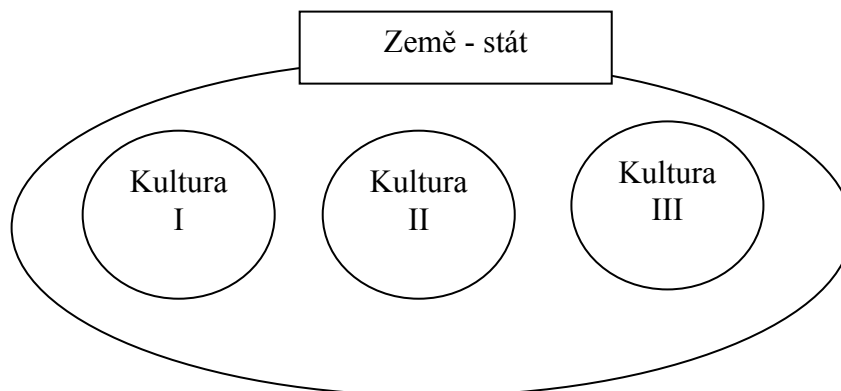 Země - stát
Kultura
I
Kultura
II
Kultura
III